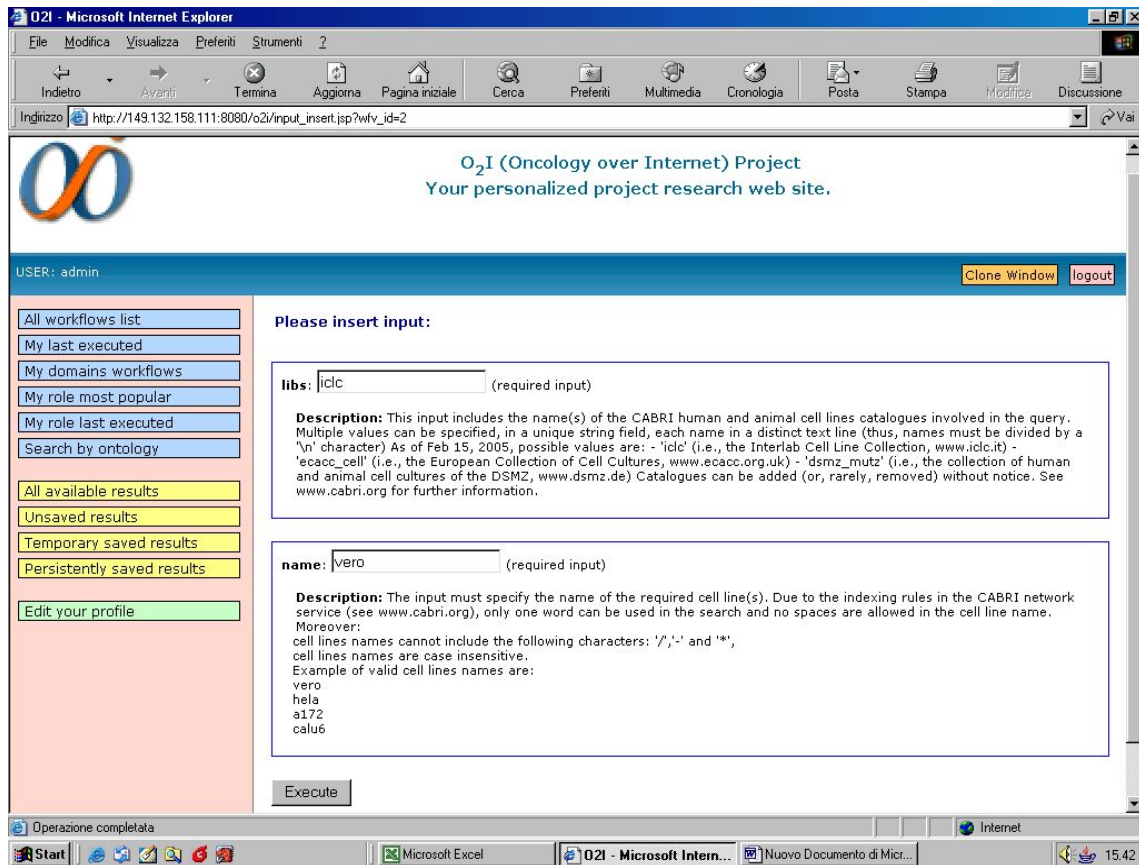 O2I - Microsoft Internet Explorer
File Modifica Visualizza Preferiti Strumenti ?
Indietro Avanti Termina Aggiorna Pagina iniziale Cerca Preferiti Multimedia Cronologia Posta Stampa Modifica Discussione
Indirizzo http://149.132.158.111:8080/o2i/input_insert.jsp?wfv_id=2 Vai
O2I (Oncology over Internet) Project
Your personalized project research web site.
USER: admin Clone Window logout
All workflows list
My last executed
My domains workflows
My role most popular
My role last executed
Search by ontology
All available results
Unsaved results
Temporary saved results
Persistently saved results
Edit your profile
Please insert input:
libs: iclc (required input)
Description: This input includes the name(s) of the CABRI human and animal cell lines catalogues involved in the query.
Multiple values can be specified, in a unique string field, each name in a distinct text line (thus, names must be divided by a
'\n' character) As of Feb 15, 2005, possible values are: - 'iclc' (i.e., the Interlab Cell Line Collection, www.iclc.it) -
'ecacc_cell' (i.e., the European Collection of Cell Cultures, www.ecacc.org.uk) - 'dsmz_mutz' (i.e., the collection of human
and animal cell cultures of the DSMZ, www.dsmz.de) Catalogues can be added (or, rarely, removed) without notice. See
www.cabri.org for further information.
name: vero (required input)
Description: The input must specify the name of the required cell line(s). Due to the indexing rules in the CABRI network
service (see www.cabri.org), only one word can be used in the search and no spaces are allowed in the cell line name.
Moreover:
cell lines names cannot include the following characters: '/','-' and '*',
cell lines names are case insensitive.
Example of valid cell lines names are:
vero
hela
a172
calu6
Execute
Operazione completata Internet
Start Microsoft Excel O2I - Microsoft Intern... Nuovo Documento di Micr... 15.42